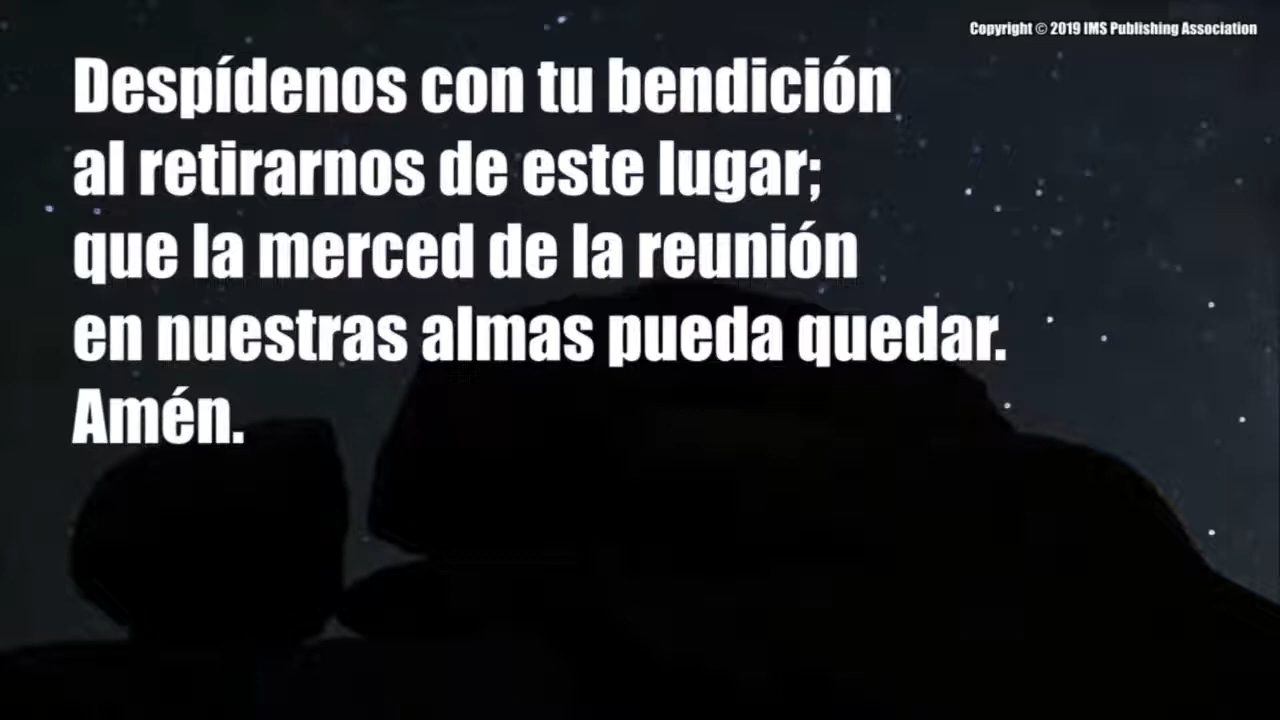 Copyright © 2019 IMS Publishing Association
Despídenos con tu bendición
al retirarnos de este lugar;
que la merced de la reunión
en nuestras almas pueda quedar.
Amén.